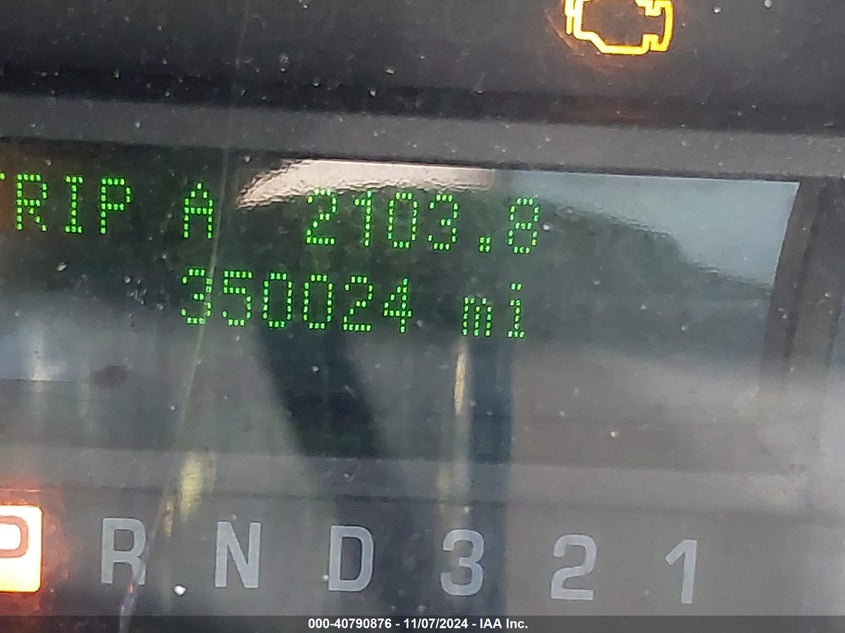 TRIP A 2103.8
350024 mi
P R N D 3 2 1
000-40790876 - 11/07/2024 - IAA Inc.